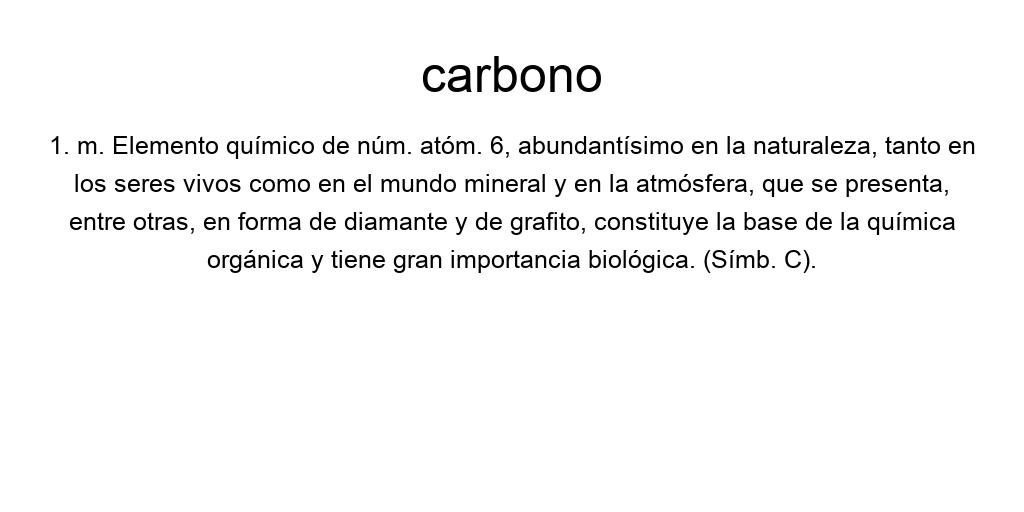 carbono
1. m. Elemento químico de núm. atóm. 6, abundantísimo en la naturaleza, tanto en
los seres vivos como en el mundo mineral y en la atmósfera, que se presenta,
entre otras, en forma de diamante y de grafito, constituye la base de la química
orgánica y tiene gran importancia biológica. (Símb. C).